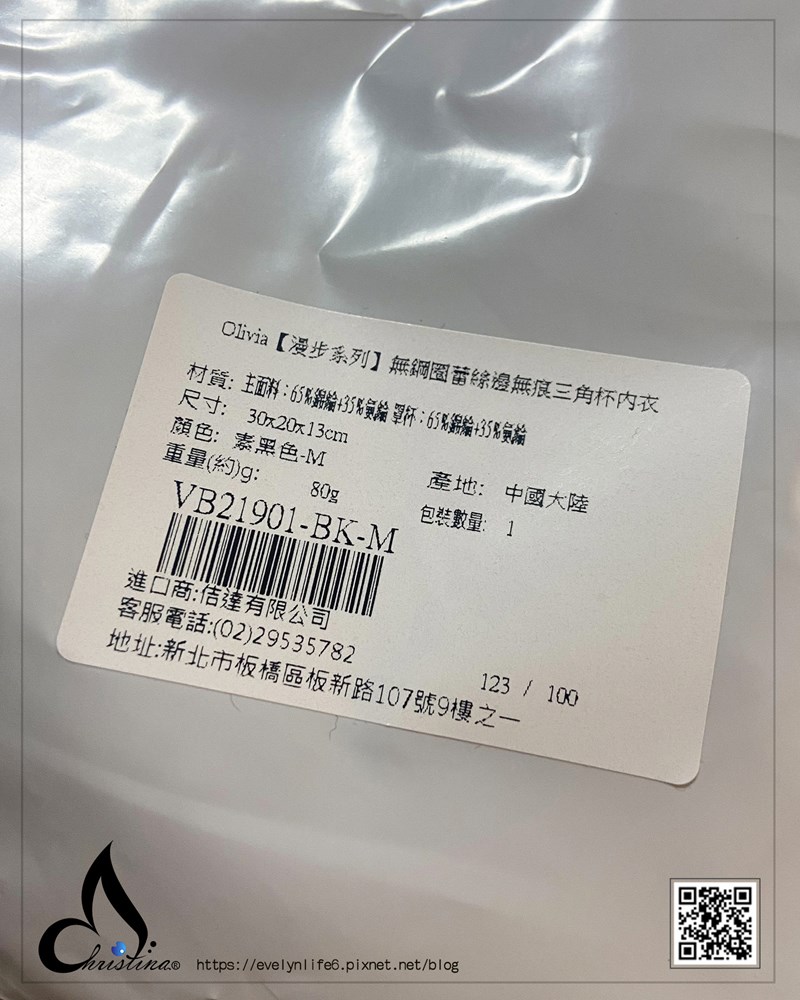 Olivia【漫步系列】無鋼圈蕾絲邊無痕三角杯內衣
材質: 主面料:65%錦綸+35%氨綸 罩杯:65%錦綸+35%氨綸
尺寸: 30x20x13cm
顏色: 素黑色-M
產地: 中國大陸
重量(約)g: 80g
包裝數量: 1
VB21901-BK-M
進口商:佶達有限公司
客服電話:(02)29535782
地址:新北市板橋區板新路107號9樓之一
123 / 100
Christina®
https://evelynlife6.pixnet.net/blog